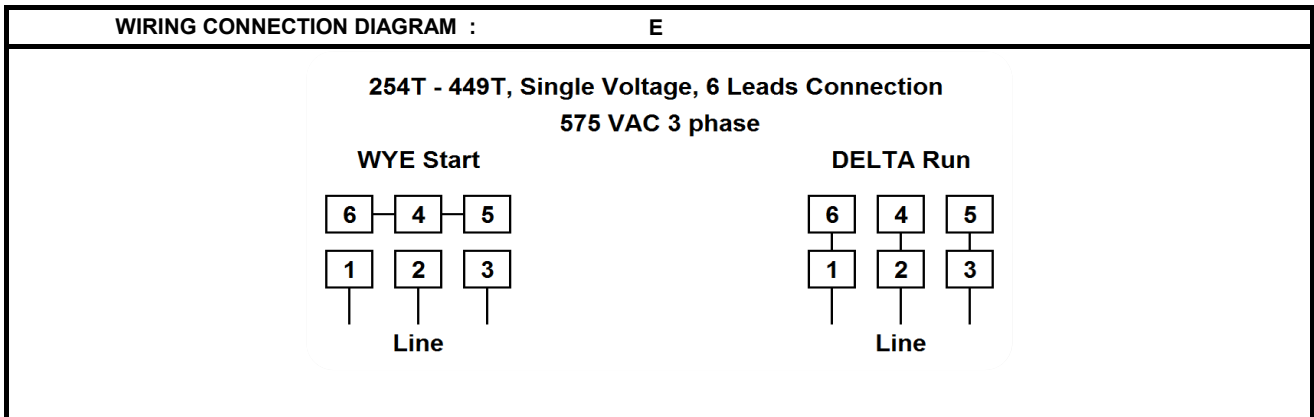 WIRING CONNECTION DIAGRAM : E
254T - 449T, Single Voltage, 6 Leads Connection
575 VAC 3 phase
WYE Start DELTA Run
6 4 5 6 4 5
1 2 3 1 2 3
Line Line